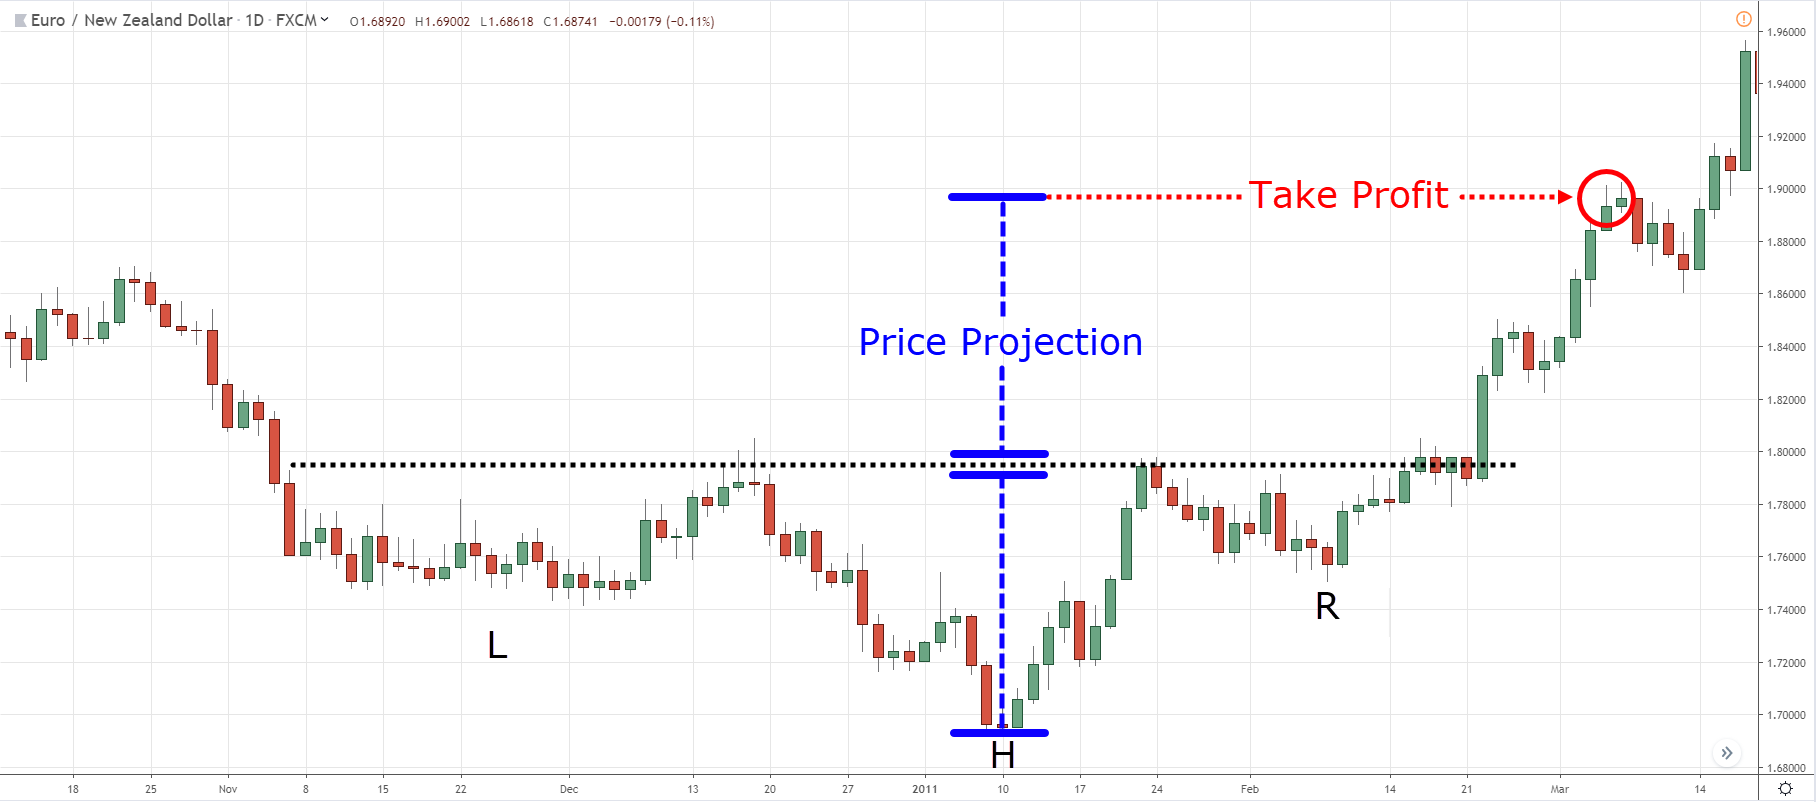 Euro / New Zealand Dollar · 1D · FXCM O1.68920 H1.69002 L1.68618 C1.68741 −0.00179 (−0.11%)
1.96000
1.94000
1.92000
1.90000
Take Profit
1.88000
1.86000
Price Projection
1.84000
1.82000
1.80000
1.78000
1.76000
R
1.74000
L
1.72000
1.70000
H
1.68000
18 25 Nov 8 15 22 Dec 13 20 27 2011 10 17 24 Feb 14 21 Mar 14